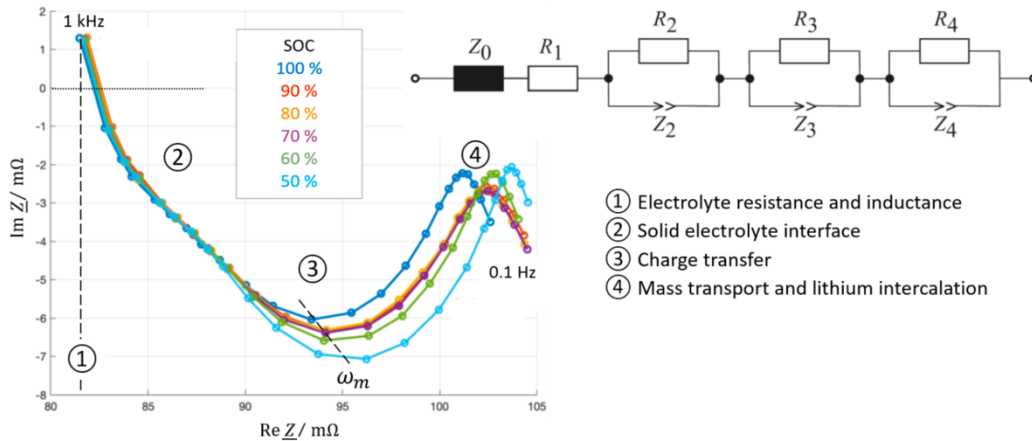 1 kHz
SOC
100 %
90 %
80 %
70 %
60 %
50 %
2
1
0
-1
-2
-3
-4
-5
-6
-7
-8
Im Z / mΩ
80
85
90
95
100
105
Re Z / mΩ
①
②
③
④
0.1 Hz
ωm
Z0
R1
R2
Z2
R3
Z3
R4
Z4
① Electrolyte resistance and inductance
② Solid electrolyte interface
③ Charge transfer
④ Mass transport and lithium intercalation